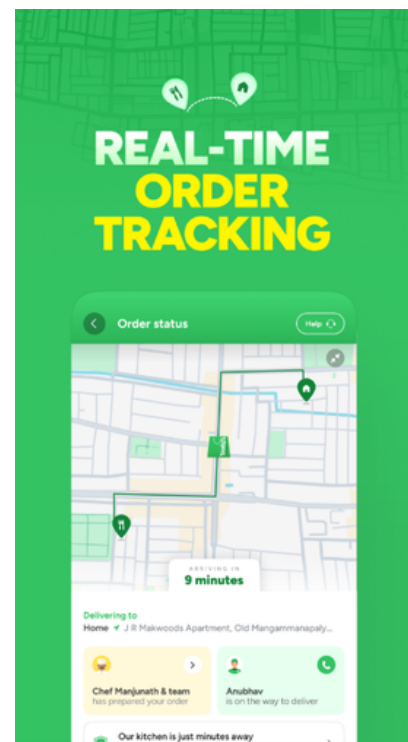 REAL-TIME
ORDER
TRACKING
Order status
Help
ARRIVING IN
9 minutes
Delivering to
Home J R Makwoods Apartment, Old Mangammanapaly...
Chef Manjunath & team
has prepared your order
Anubhav
is on the way to deliver
Our kitchen is just minutes away